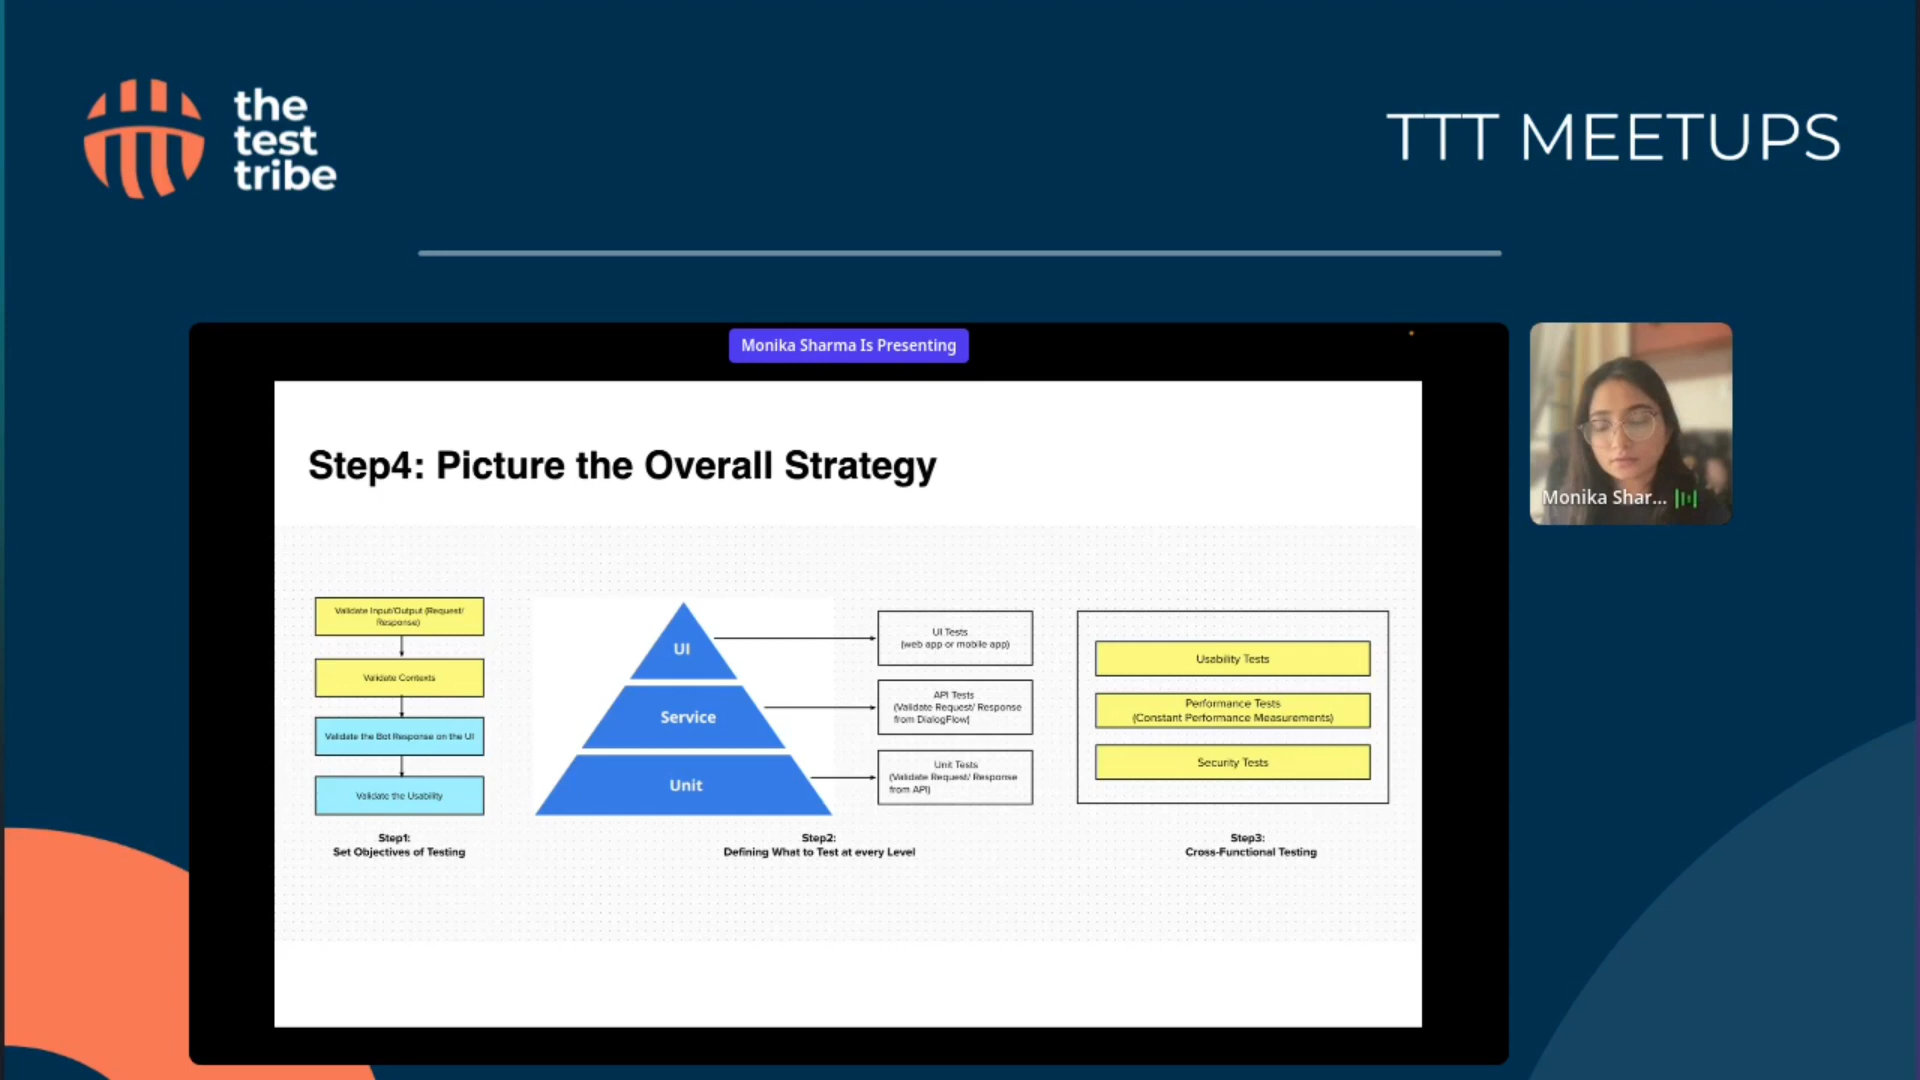 the
test
tribe
TTT MEETUPS
Monika Sharma Is Presenting
Monika Shar...
Step4: Picture the Overall Strategy
Validate Input/Output (Request/
Response)
Validate Contexts
Validate the Bot Response on the UI
Validate the Usability
Step1:
Set Objectives of Testing
UI
Service
Unit
UI Tests
(web app or mobile app)
API Tests
(Validate Request/ Response
from DialogFlow)
Unit Tests
(Validate Request/ Response
from API)
Step2:
Defining What to Test at every Level
Usability Tests
Performance Tests
(Constant Performance Measurements)
Security Tests
Step3:
Cross-Functional Testing